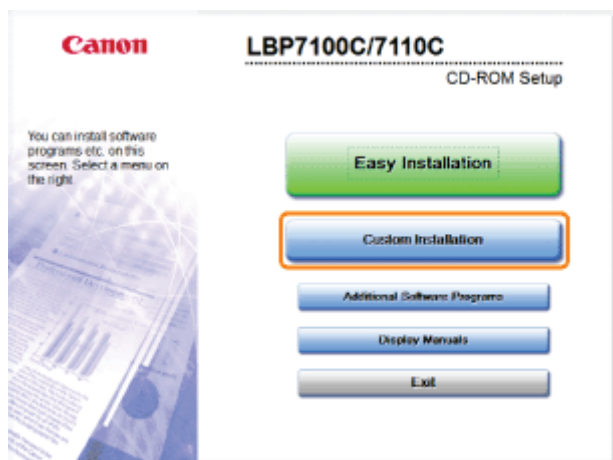 Canon
LBP7100C/7110C
CD-ROM Setup
You can install software
programs etc. on this
screen. Select a menu on
the right.
Easy Installation
Custom Installation
Additional Software Programs
Display Manuals
Exit